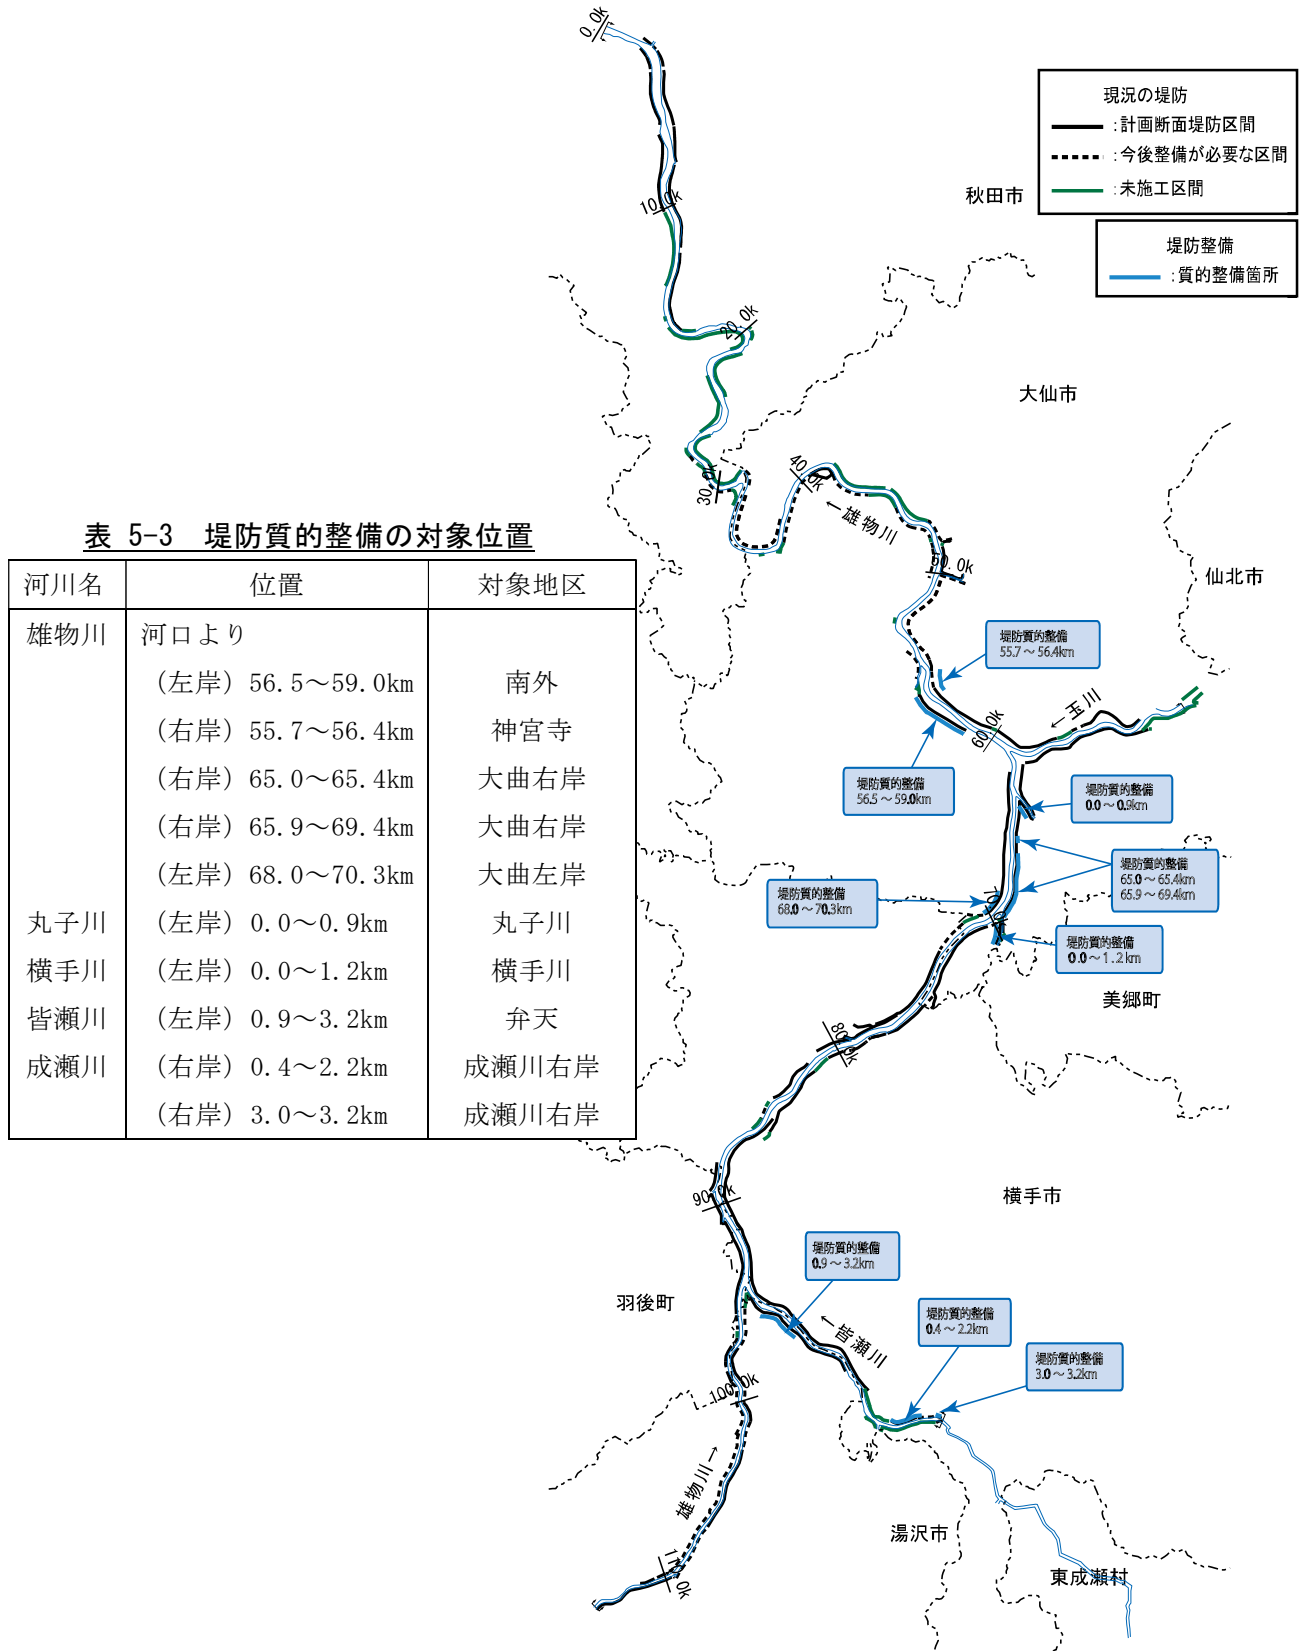 0.0k
現況の堤防
:計画断面堤防区間
:今後整備が必要な区間
:未施工区間
堤防整備
:質的整備箇所
秋田市
10.0k
20.0k
大仙市
30.0k
40.0k
←雄物川
50.0k
仙北市
表 5-3 堤防質的整備の対象位置
河川名 位置 対象地区
雄物川 河口より
(左岸) 56.5～59.0km 南外
(右岸) 55.7～56.4km 神宮寺
(右岸) 65.0～65.4km 大曲右岸
(右岸) 65.9～69.4km 大曲右岸
(左岸) 68.0～70.3km 大曲左岸
丸子川 (左岸) 0.0～0.9km 丸子川
横手川 (左岸) 0.0～1.2km 横手川
皆瀬川 (左岸) 0.9～3.2km 弁天
成瀬川 (右岸) 0.4～2.2km 成瀬川右岸
(右岸) 3.0～3.2km 成瀬川右岸
堤防質的整備
55.7～56.4km
←玉川
60.0k
堤防質的整備
56.5～59.0km
堤防質的整備
0.0～0.9km
堤防質的整備
65.0～65.4km
65.9～69.4km
堤防質的整備
68.0～70.3km
70.0k
堤防質的整備
0.0～1.2km
美郷町
80.0k
横手市
90.0k
堤防質的整備
0.9～3.2km
羽後町
←皆瀬川
堤防質的整備
0.4～2.2km
堤防質的整備
3.0～3.2km
100.0k
雄物川→
湯沢市
東成瀬村
110.0k